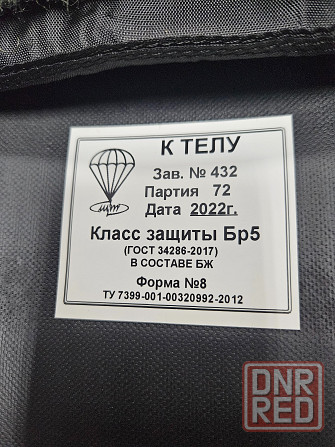 К ТЕЛУ
Зав. № 432
Партия 72
Дата 2022г.
Класс защиты Бр5
(ГОСТ 34286-2017)
В СОСТАВЕ БЖ
Форма №8
ТУ 7399-001-00320992-2012
DNR
RED